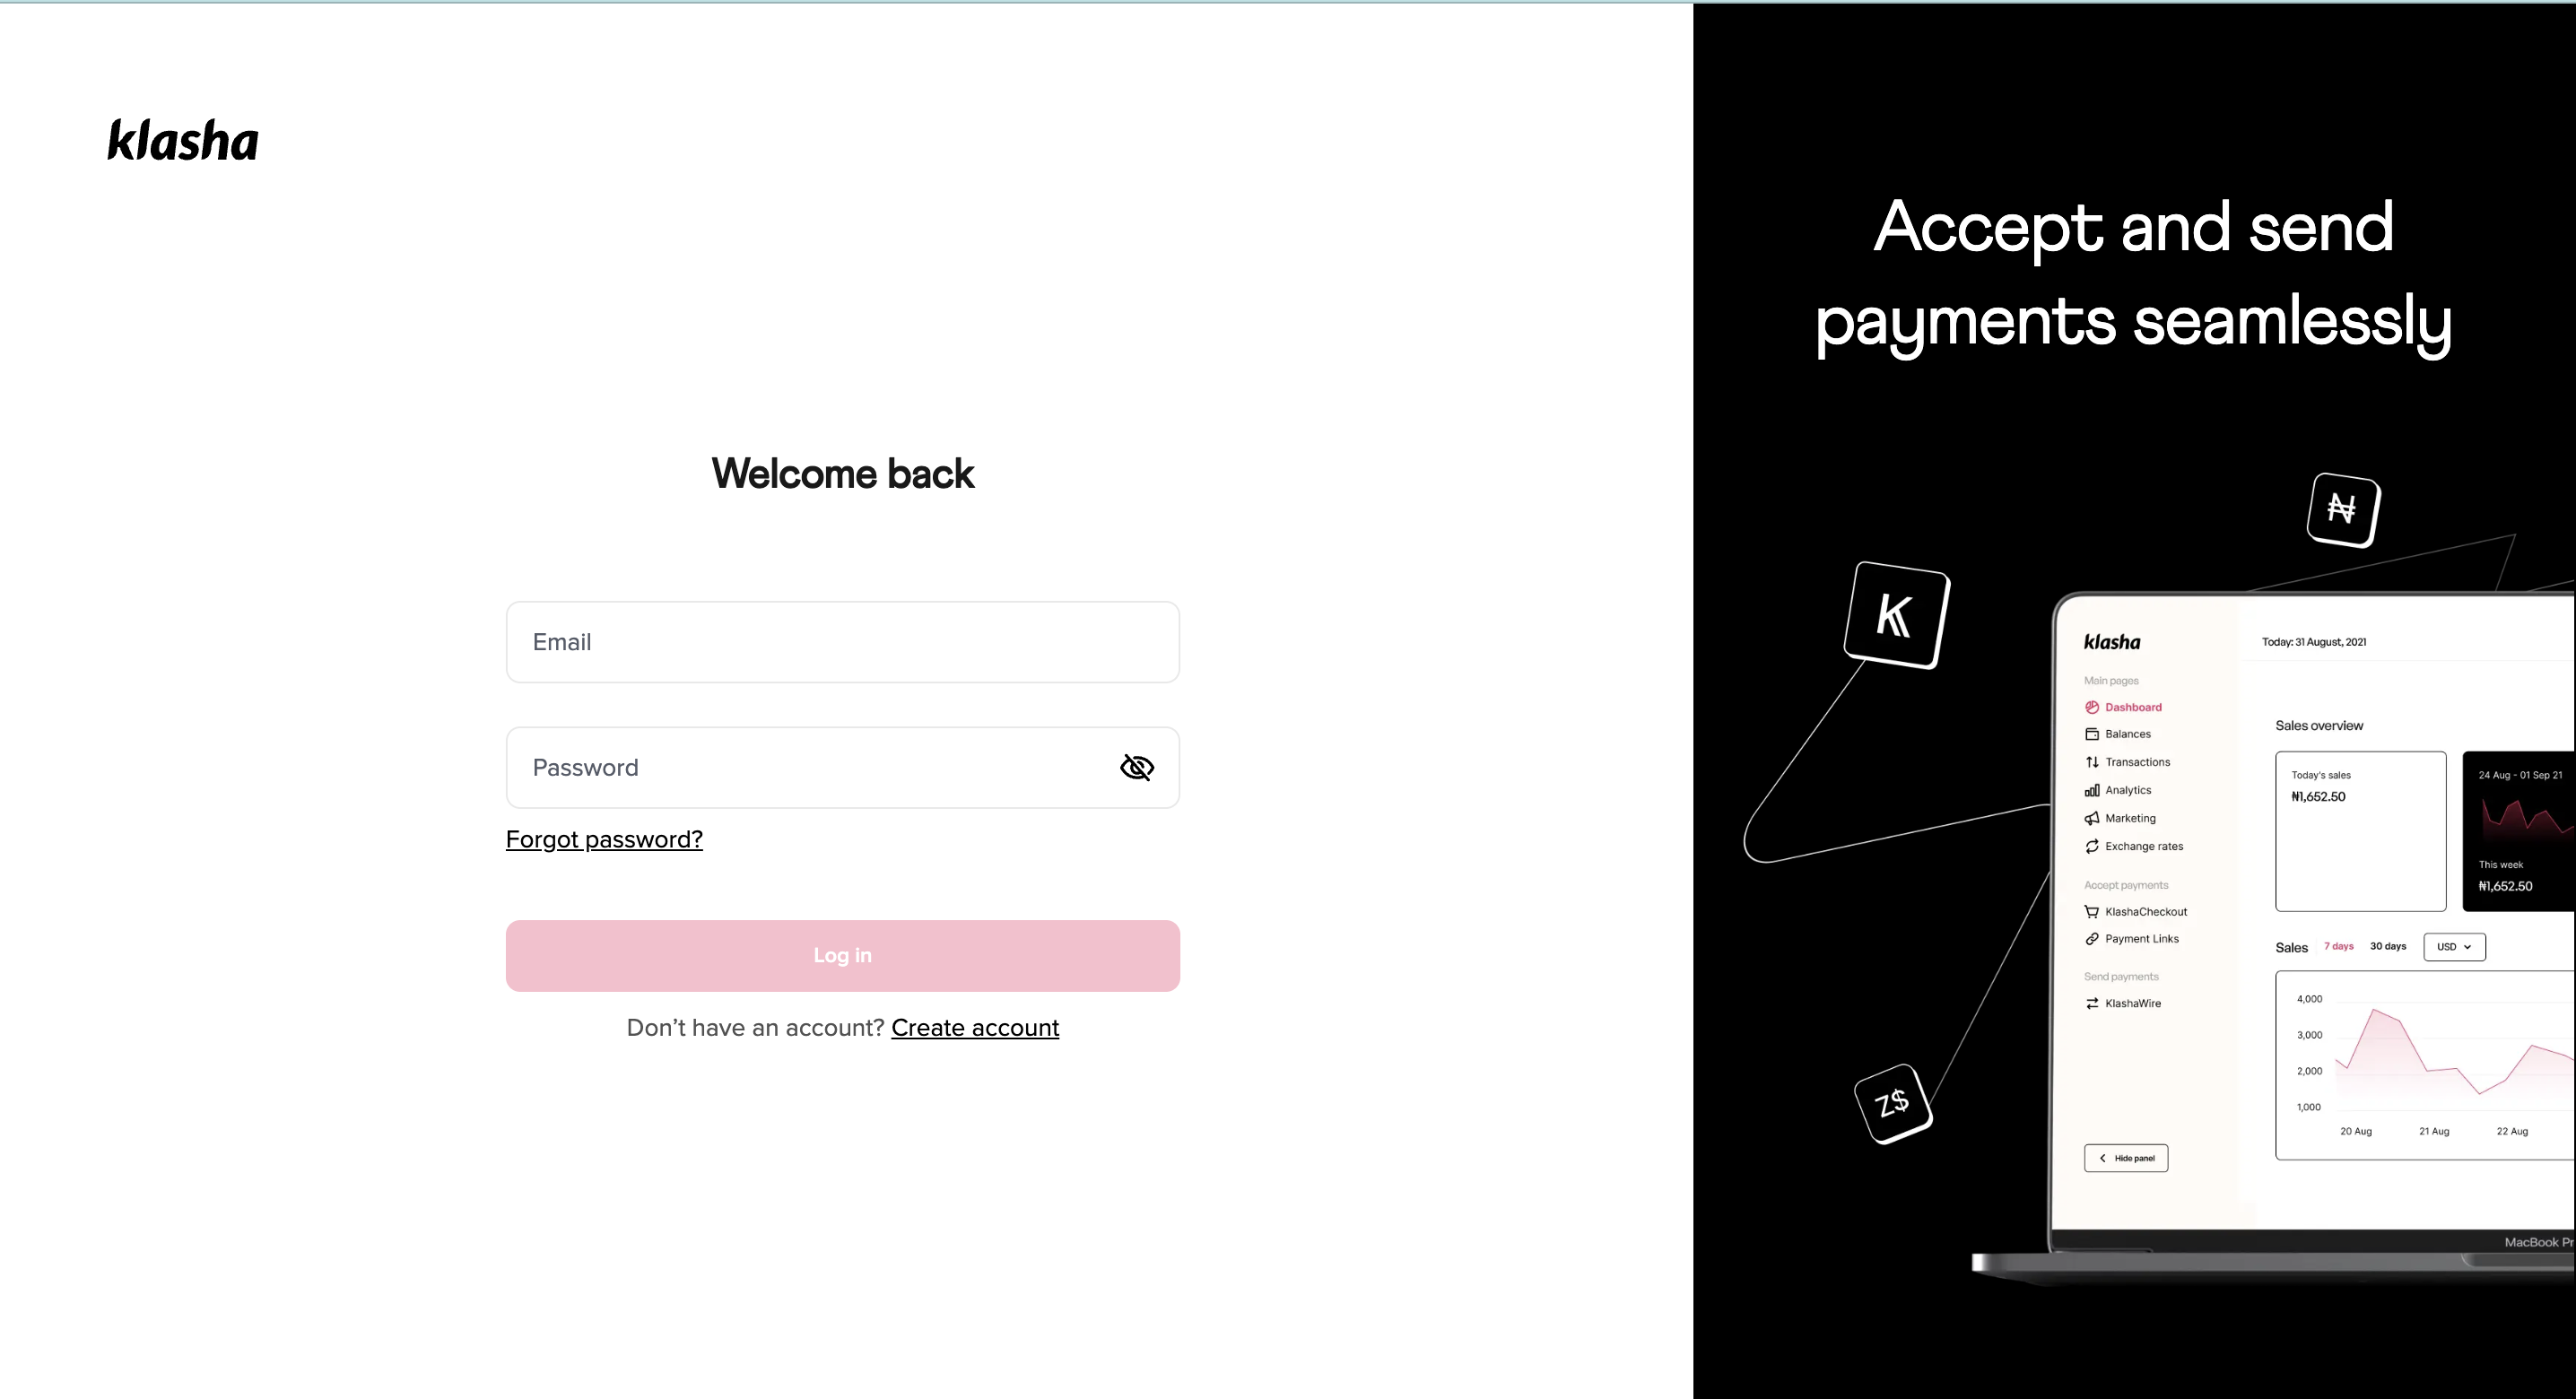 klasha
Welcome back
Email
Password
Forgot password?
Log in
Don’t have an account? Create account
Accept and send
payments seamlessly
₦
K
Z$
klasha
Main pages
Dashboard
Balances
Transactions
Analytics
Marketing
Exchange rates
Accept payments
KlashaCheckout
Payment Links
Send payments
KlashaWire
Hide panel
Today: 31 August, 2021
Sales overview
Today's sales
₦1,652.50
24 Aug - 01 Sep 21
This week
₦1,652.50
Sales 7 days 30 days USD
4,000
3,000
2,000
1,000
20 Aug 21 Aug 22 Aug
MacBook Pr